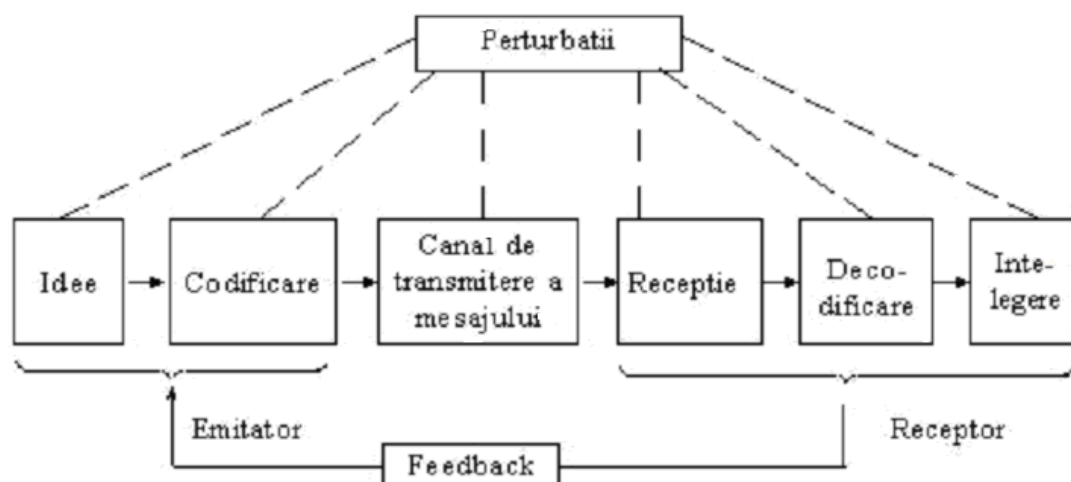 Perturbatii
Idee
Codificare
Canal de
transmitere a
mesajului
Receptie
Deco-
dificare
Inte-
legere
Emitator
Receptor
Feedback